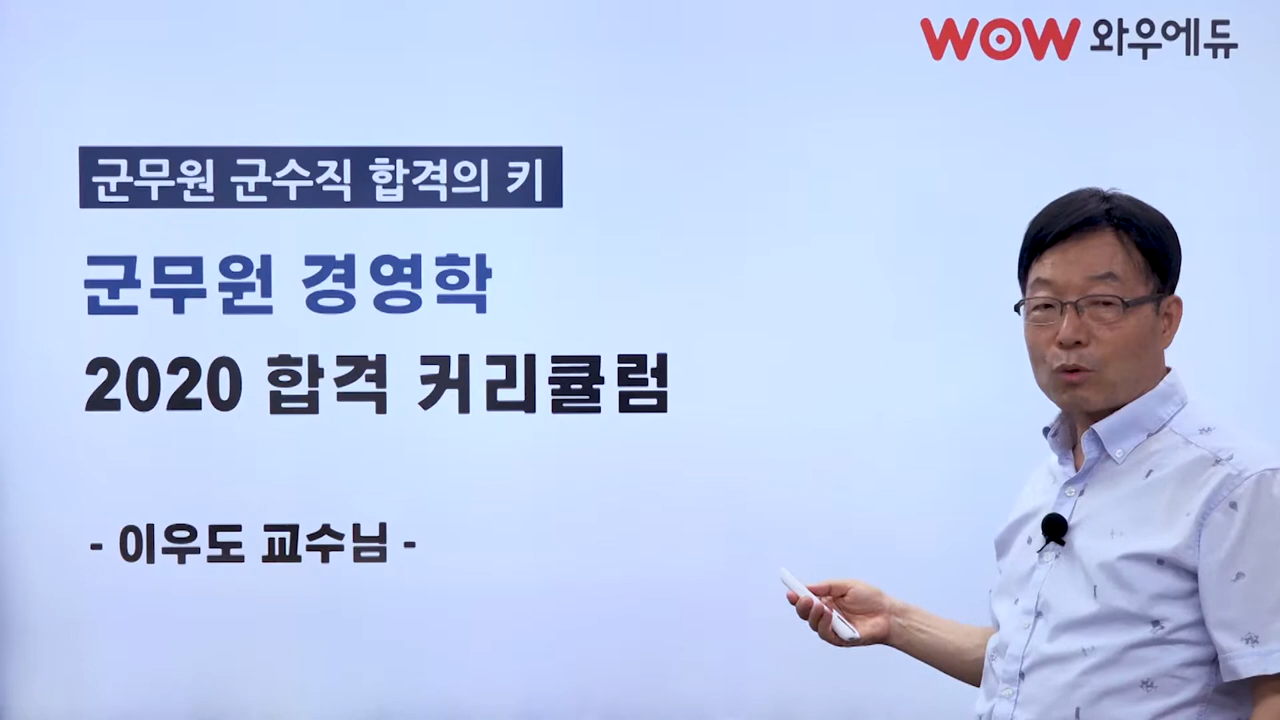 WOW 와우에듀
군무원 군수직 합격의 키
군무원 경영학
2020 합격 커리큘럼
- 이우도 교수님 -